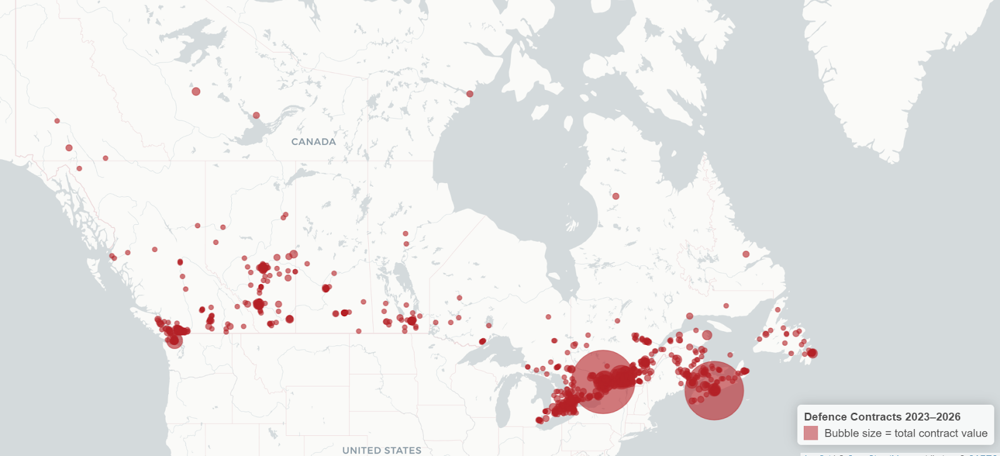 CANADA
UNITED STATES
Defence Contracts 2023–2026
Bubble size = total contract value